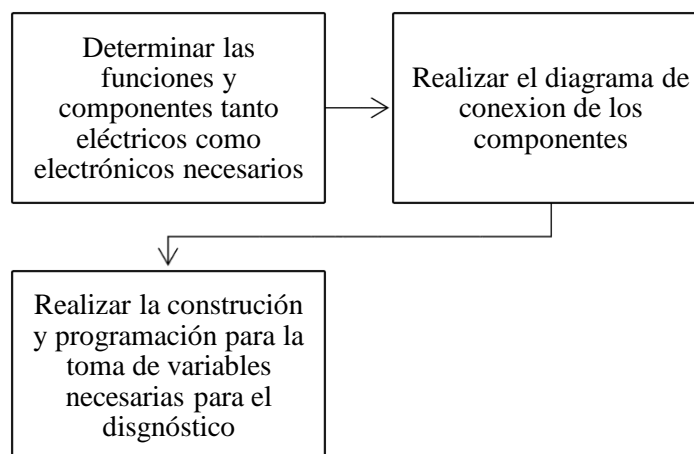 Determinar las
funciones y
componentes tanto
eléctricos como
electrónicos necesarios
Realizar el diagrama de
conexion de los
componentes
Realizar la construción
y programación para la
toma de variables
necesarias para el
disgnóstico